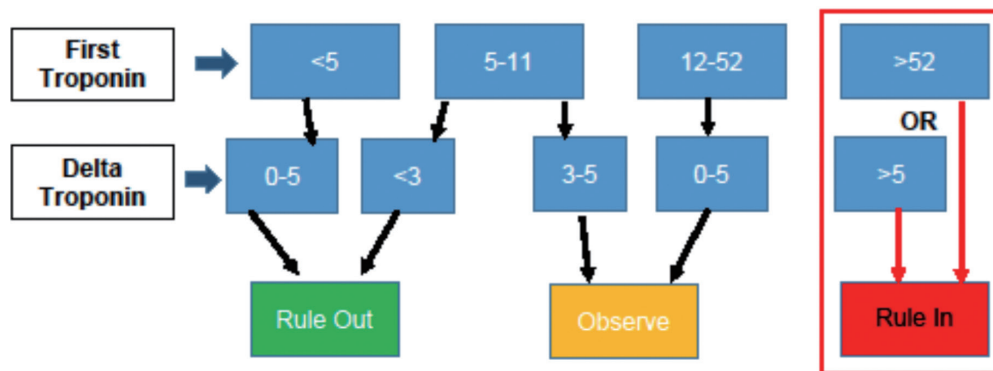 First
Troponin
<5
5-11
12-52
>52
OR
Delta
Troponin
0-5
<3
3-5
0-5
>5
Rule Out
Observe
Rule In